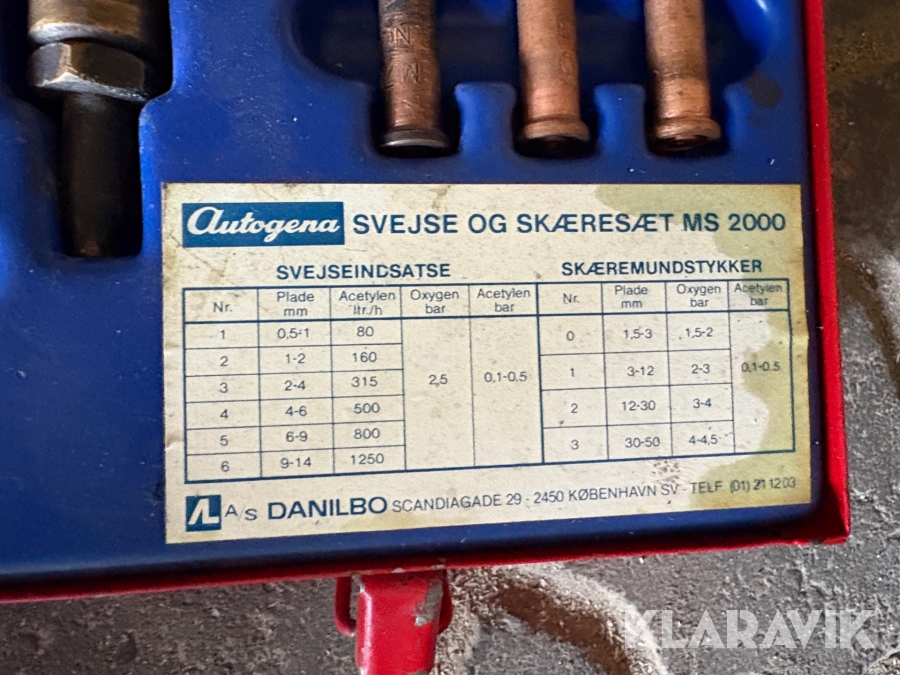 Autogena SVEJSE OG SKÆRESÆT MS 2000
SVEJSEINDSATSE
Nr. Plade mm Acetylen ltr./h Oxygen bar Acetylen bar
1 0,5-1 80
2 1-2 160
3 2-4 315 2,5 0,1-0,5
4 4-6 500
5 6-9 800
6 9-14 1250
SKÆREMUNDSTYKKER
Nr. Plade mm Oxygen bar Acetylen bar
0 1,5-3 1,5-2
1 3-12 2-3 0,1-0,5
2 12-30 3-4
3 30-50 4-4,5
A/S DANILBO SCANDIAGADE 29 - 2450 KØBENHAVN SV - TELF (01) 21 12 03
KLARAVIK